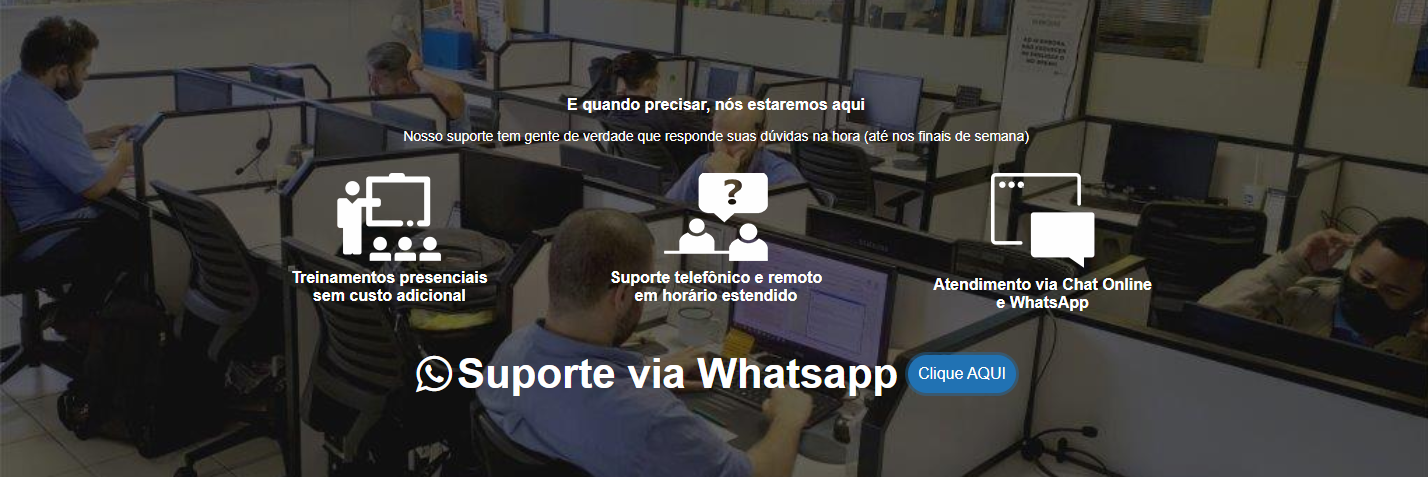 E quando precisar, nós estaremos aqui
Nosso suporte tem gente de verdade que responde suas dúvidas na hora (até nos finais de semana)
?
Treinamentos presenciais
sem custo adicional
Suporte telefônico e remoto
em horário estendido
Atendimento via Chat Online
e WhatsApp
Suporte via Whatsapp
Clique AQUI